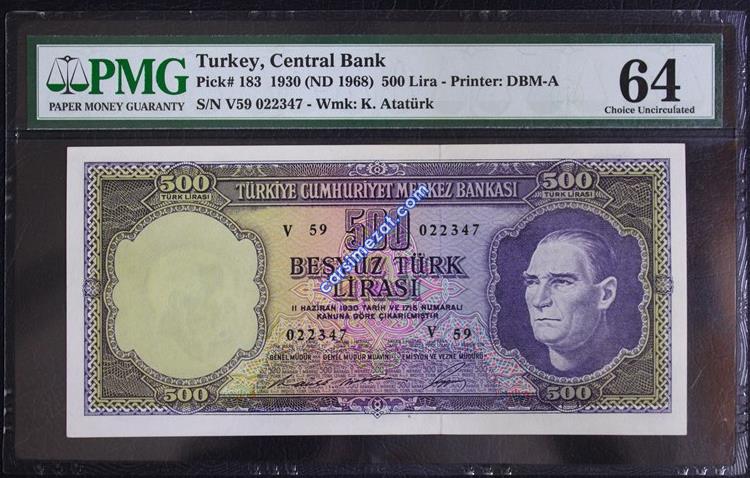 PMG
PAPER MONEY GUARANTY
Turkey, Central Bank
Pick# 183 1930 (ND 1968) 500 Lira - Printer: DBM-A
S/N V59 022347 - Wmk: K. Atatürk
64
Choice Uncirculated
500
TÜRK LİRASI
TÜRKİYE CUMHURİYET MERKEZ BANKASI
500
TÜRK LİRASI
V 59
500
022347
BEŞYÜZ TÜRK
LİRASI
11 HAZİRAN 1930 TARİH VE 1715 NUMARALI
KANUNA GÖRE ÇIKARILMIŞTIR
022347
V 59
GENEL MÜDÜR
GENEL MÜDÜR MUAVİNİ
EMİSYON VE VEZNE MÜDÜRÜ
500
500
carsimezat.com